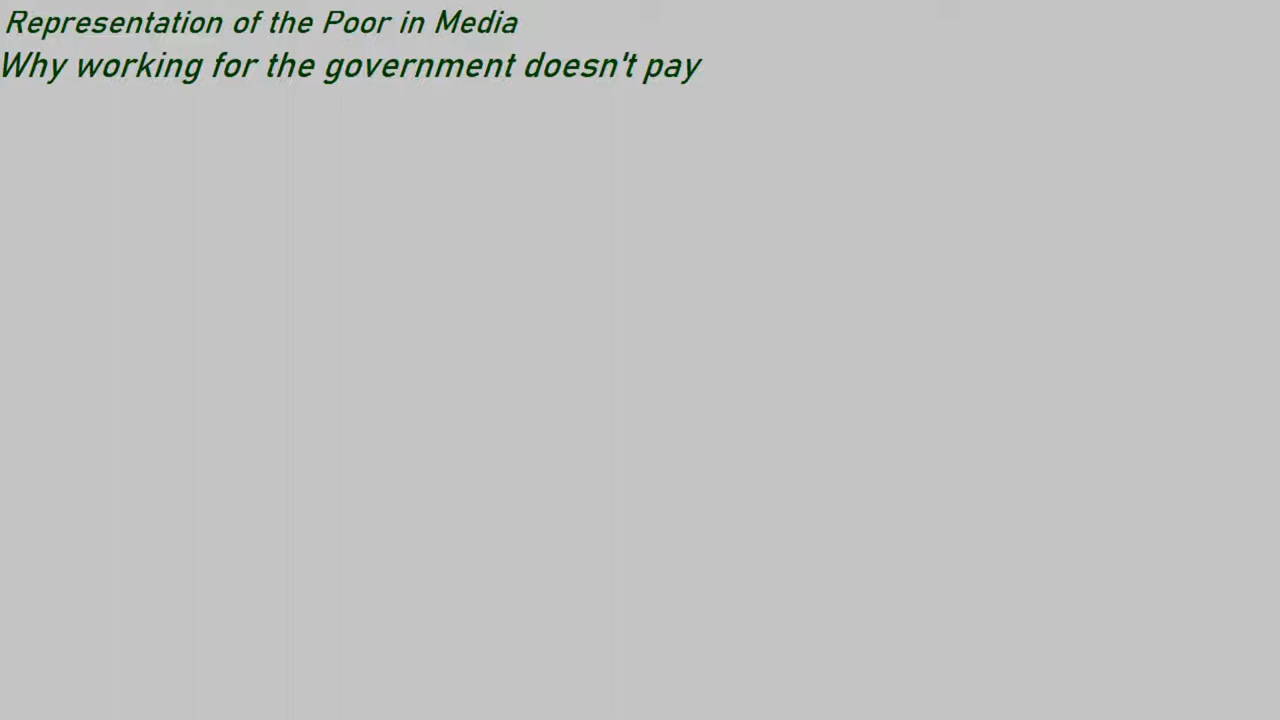 Representation of the Poor in Media
Why working for the government doesn't pay